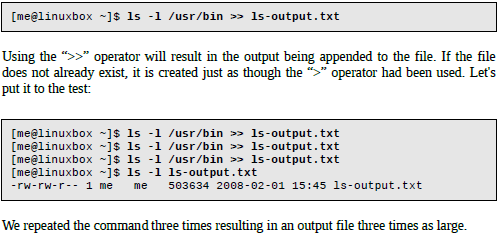 [me@linuxbox ~]$ ls -l /usr/bin >> ls-output.txt
Using the “>>” operator will result in the output being appended to the file. If the file
does not already exist, it is created just as though the “>” operator had been used. Let's
put it to the test:
[me@linuxbox ~]$ ls -l /usr/bin >> ls-output.txt
[me@linuxbox ~]$ ls -l /usr/bin >> ls-output.txt
[me@linuxbox ~]$ ls -l /usr/bin >> ls-output.txt
[me@linuxbox ~]$ ls -l ls-output.txt
-rw-rw-r-- 1 me   me   503634 2008-02-01 15:45 ls-output.txt
We repeated the command three times resulting in an output file three times as large.